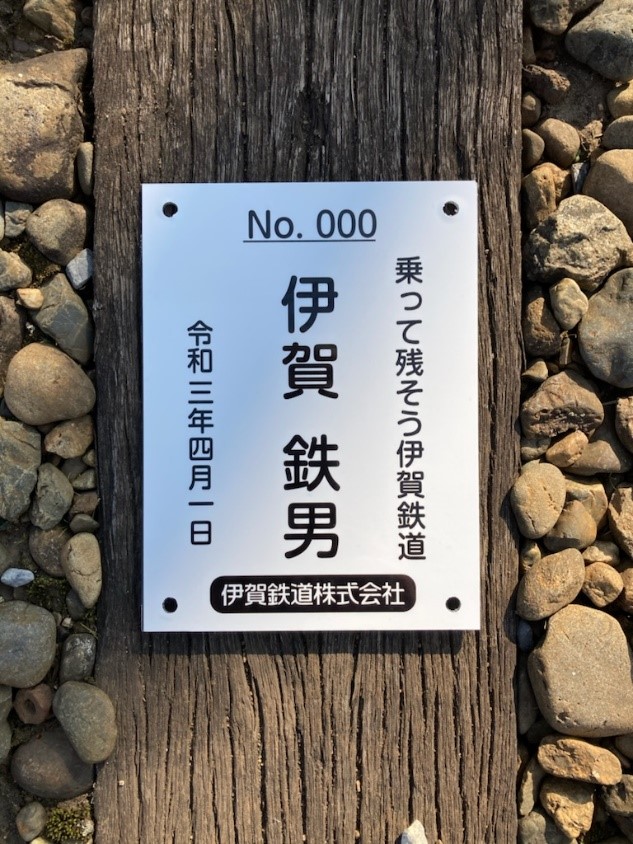 No. 000
乗って残そう伊賀鉄道
伊賀 鉄男
令和三年四月一日
伊賀鉄道株式会社